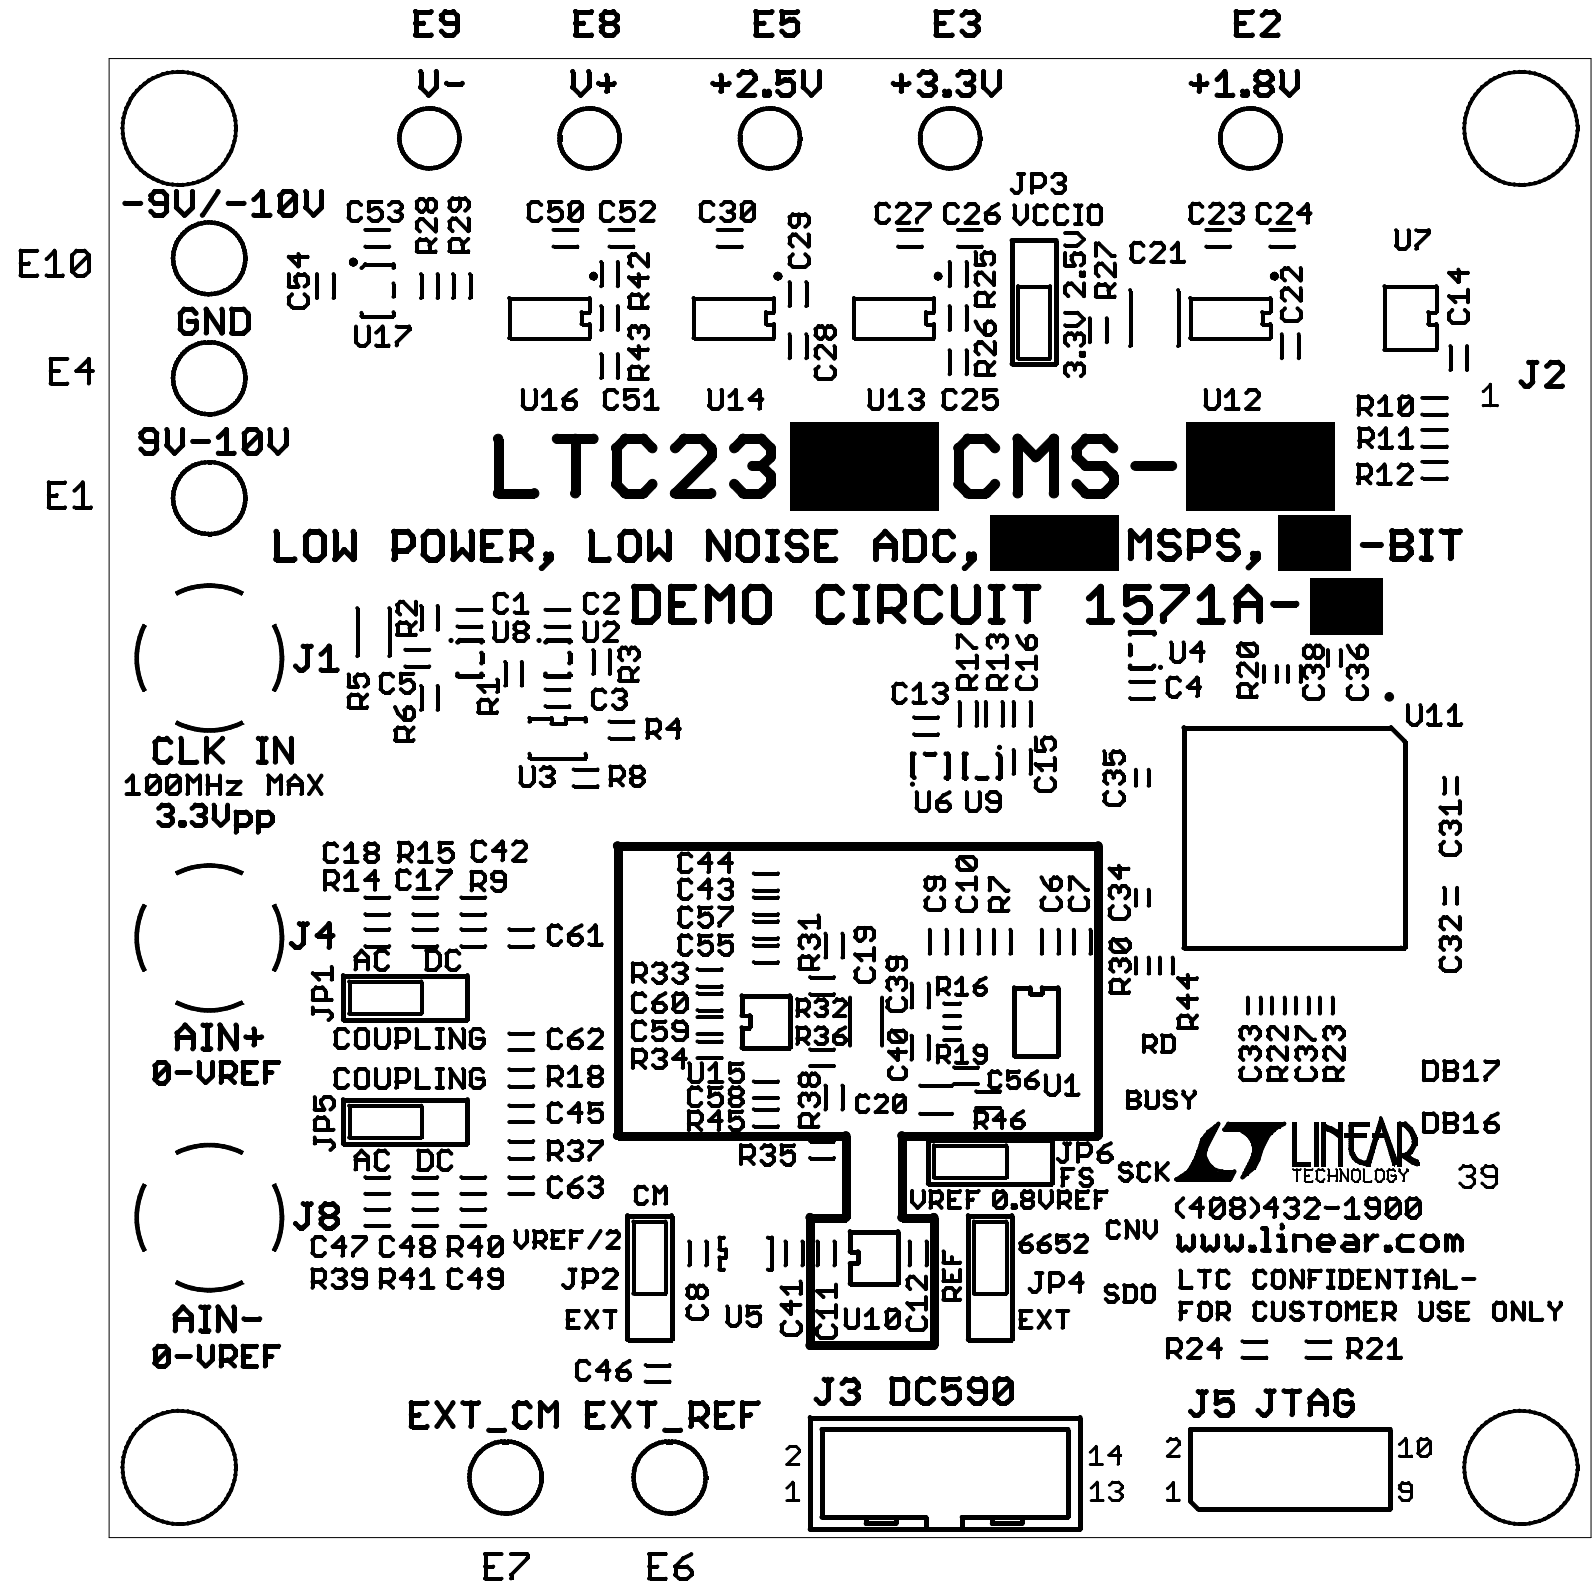 E9 E8 E5 E3 E2
V- V+ +2.5V +3.3V +1.8V
JP3
VCCIO
-9V/-10V
C53 R28 R29 C50 C52 C30 C29 C27 C26 C23 C24
U7
E10
C54 R42 R25 2.5V R27 C21 C22 C14
GND
U17 R43 C28 R26 3.3V
E4
J2
U16 C51 U14 U13 C25 U12
1
R10
R11
R12
9V-10V
E1
LTC23 CMS-
LOW POWER, LOW NOISE ADC, MSPS, -BIT
DEMO CIRCUIT 1571A-
R2 C1 C2
U8 U2
J1
R5 C5 R6 R1 C3 R3
R4
U3 R8
R17 R13 C16
C13
U6 U9 C15
U4
C4
R20 C38 C36
U11
CLK IN
100MHz MAX
3.3Vpp
C35
C31
C18 R15 C42
R14 C17 R9
J4
C61
AC DC
JP1
COUPLING
AIN+
0-VREF
C44
C43
C57
C55
R33
C60
C59
R34
U15
C58
R45
R31 C19
R32
R36
R38
C9 C10 R7 C6 C7
C39 R16
C40 R19
C56 U1
C20
R46
C34
C32
R30 R44
RD
C33 R22 C37 R23
DB17
BUSY
DB16
C62
R18
C45
R37
C63
COUPLING
JP5
AC DC
R35
JP6
FS
VREF 0.8VREF
SCK
LINEAR
TECHNOLOGY
39
(408)432-1900
www.linear.com
LTC CONFIDENTIAL-
FOR CUSTOMER USE ONLY
CNV
SDO
J8
C47 C48 R40
R39 R41 C49
AIN-
0-VREF
CM
VREF/2
JP2
EXT
C8 U5 C41 C11 U10 C12 REF
6652
JP4
EXT
C46
R24 R21
EXT_CM EXT_REF
J3 DC590
2 14
1 13
J5 JTAG
2 10
1 9
E7 E6